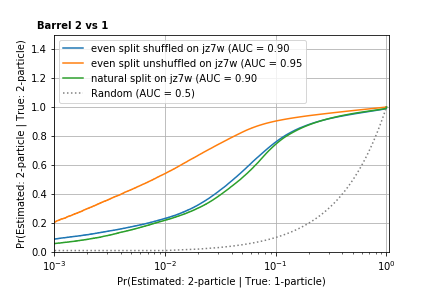 Barrel 2 vs 1
even split shuffled on jz7w (AUC = 0.90
even split unshuffled on jz7w (AUC = 0.95
natural split on jz7w (AUC = 0.90
Random (AUC = 0.5)
Pr(Estimated: 2-particle | True: 2-particle)
1.4
1.2
1.0
0.8
0.6
0.4
0.2
0.0
10⁻³
10⁻²
10⁻¹
10⁰
Pr(Estimated: 2-particle | True: 1-particle)